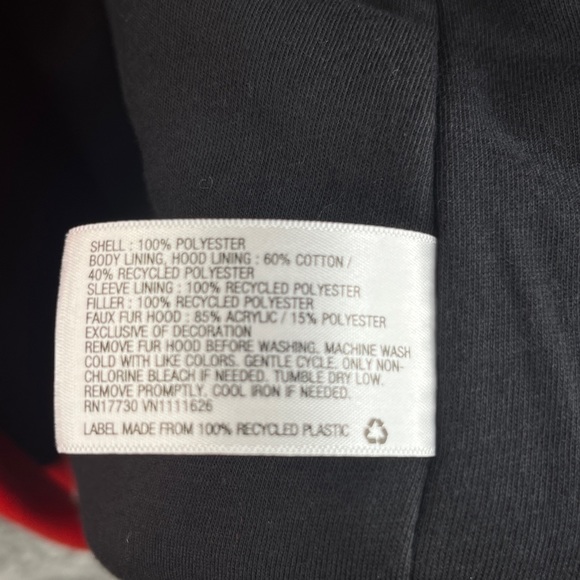 SHELL : 100% POLYESTER
BODY LINING, HOOD LINING : 60% COTTON /
40% RECYCLED POLYESTER
SLEEVE LINING : 100% RECYCLED POLYESTER
FILLER : 100% RECYCLED POLYESTER
FAUX FUR HOOD : 85% ACRYLIC / 15% POLYESTER
EXCLUSIVE OF DECORATION
REMOVE FUR HOOD BEFORE WASHING. MACHINE WASH
COLD WITH LIKE COLORS. GENTLE CYCLE. ONLY NON-
CHLORINE BLEACH IF NEEDED. TUMBLE DRY LOW.
REMOVE PROMPTLY. COOL IRON IF NEEDED.
RN17730 VN1111626
LABEL MADE FROM 100% RECYCLED PLASTIC